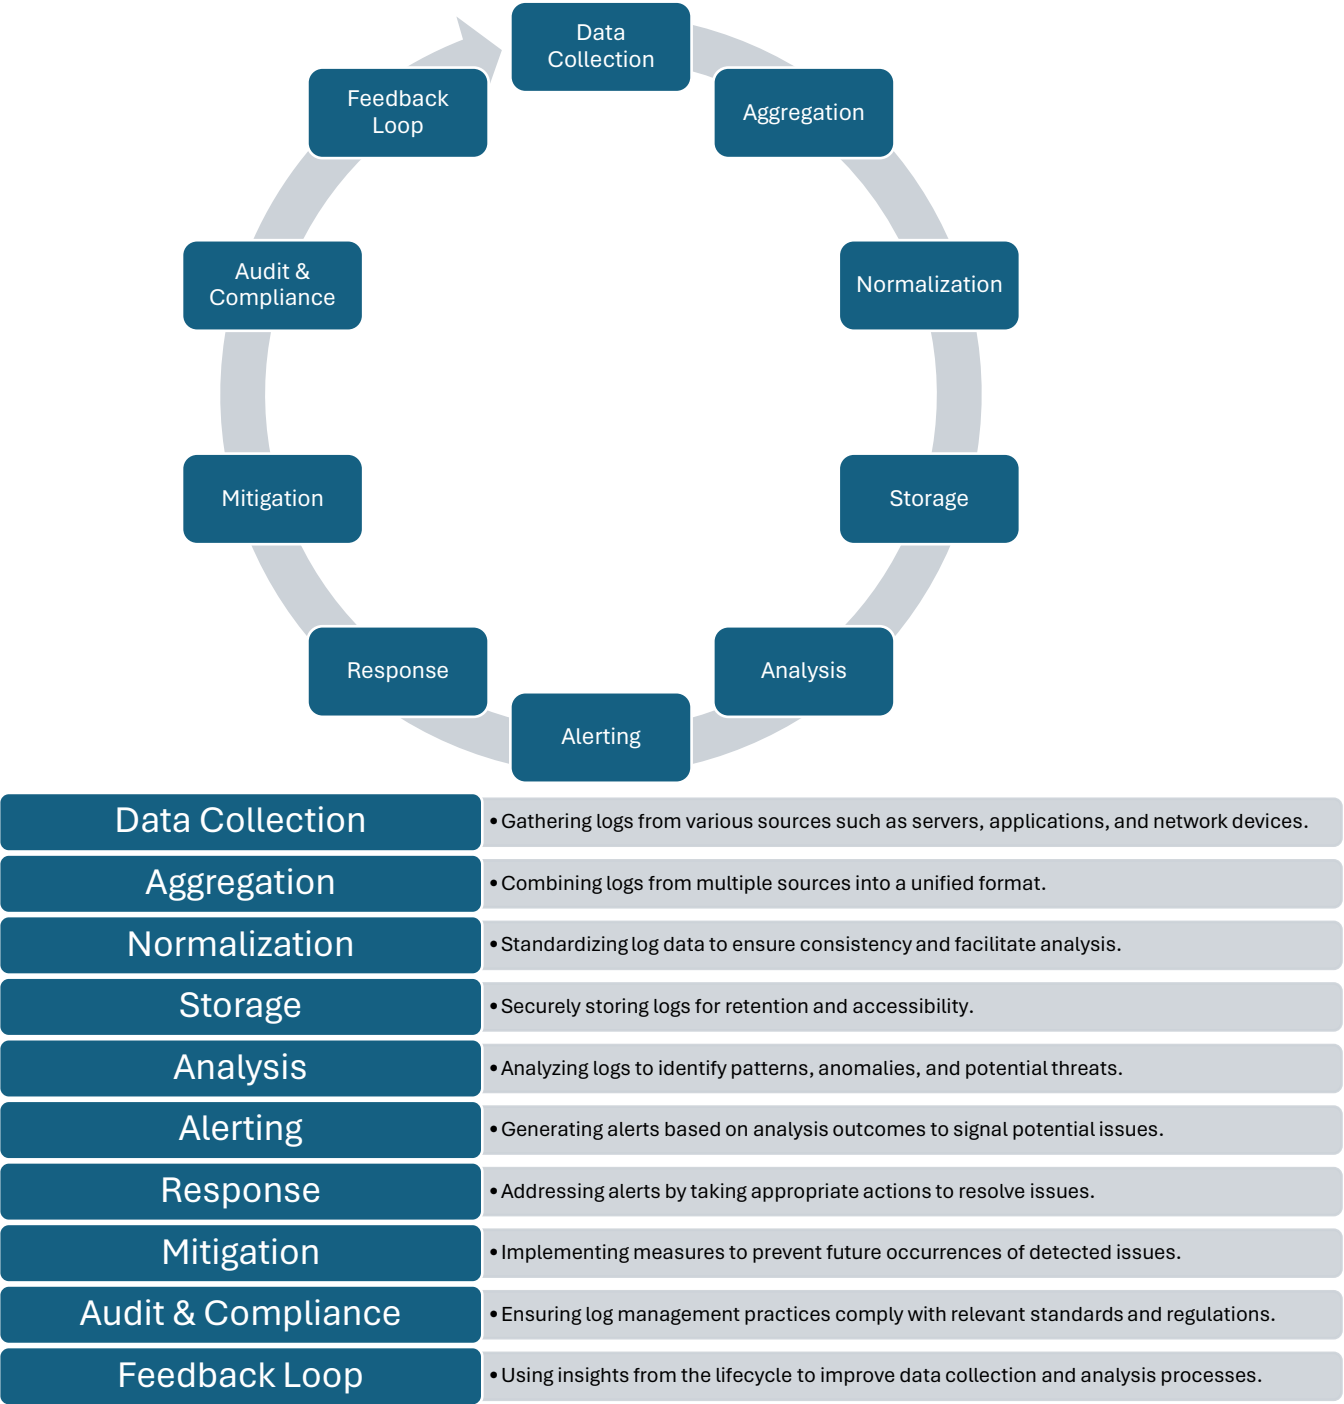 Data
Collection
Aggregation
Normalization
Storage
Analysis
Alerting
Response
Mitigation
Audit &
Compliance
Feedback
Loop
Data Collection
• Gathering logs from various sources such as servers, applications, and network devices.
Aggregation
• Combining logs from multiple sources into a unified format.
Normalization
• Standardizing log data to ensure consistency and facilitate analysis.
Storage
• Securely storing logs for retention and accessibility.
Analysis
• Analyzing logs to identify patterns, anomalies, and potential threats.
Alerting
• Generating alerts based on analysis outcomes to signal potential issues.
Response
• Addressing alerts by taking appropriate actions to resolve issues.
Mitigation
• Implementing measures to prevent future occurrences of detected issues.
Audit & Compliance
• Ensuring log management practices comply with relevant standards and regulations.
Feedback Loop
• Using insights from the lifecycle to improve data collection and analysis processes.